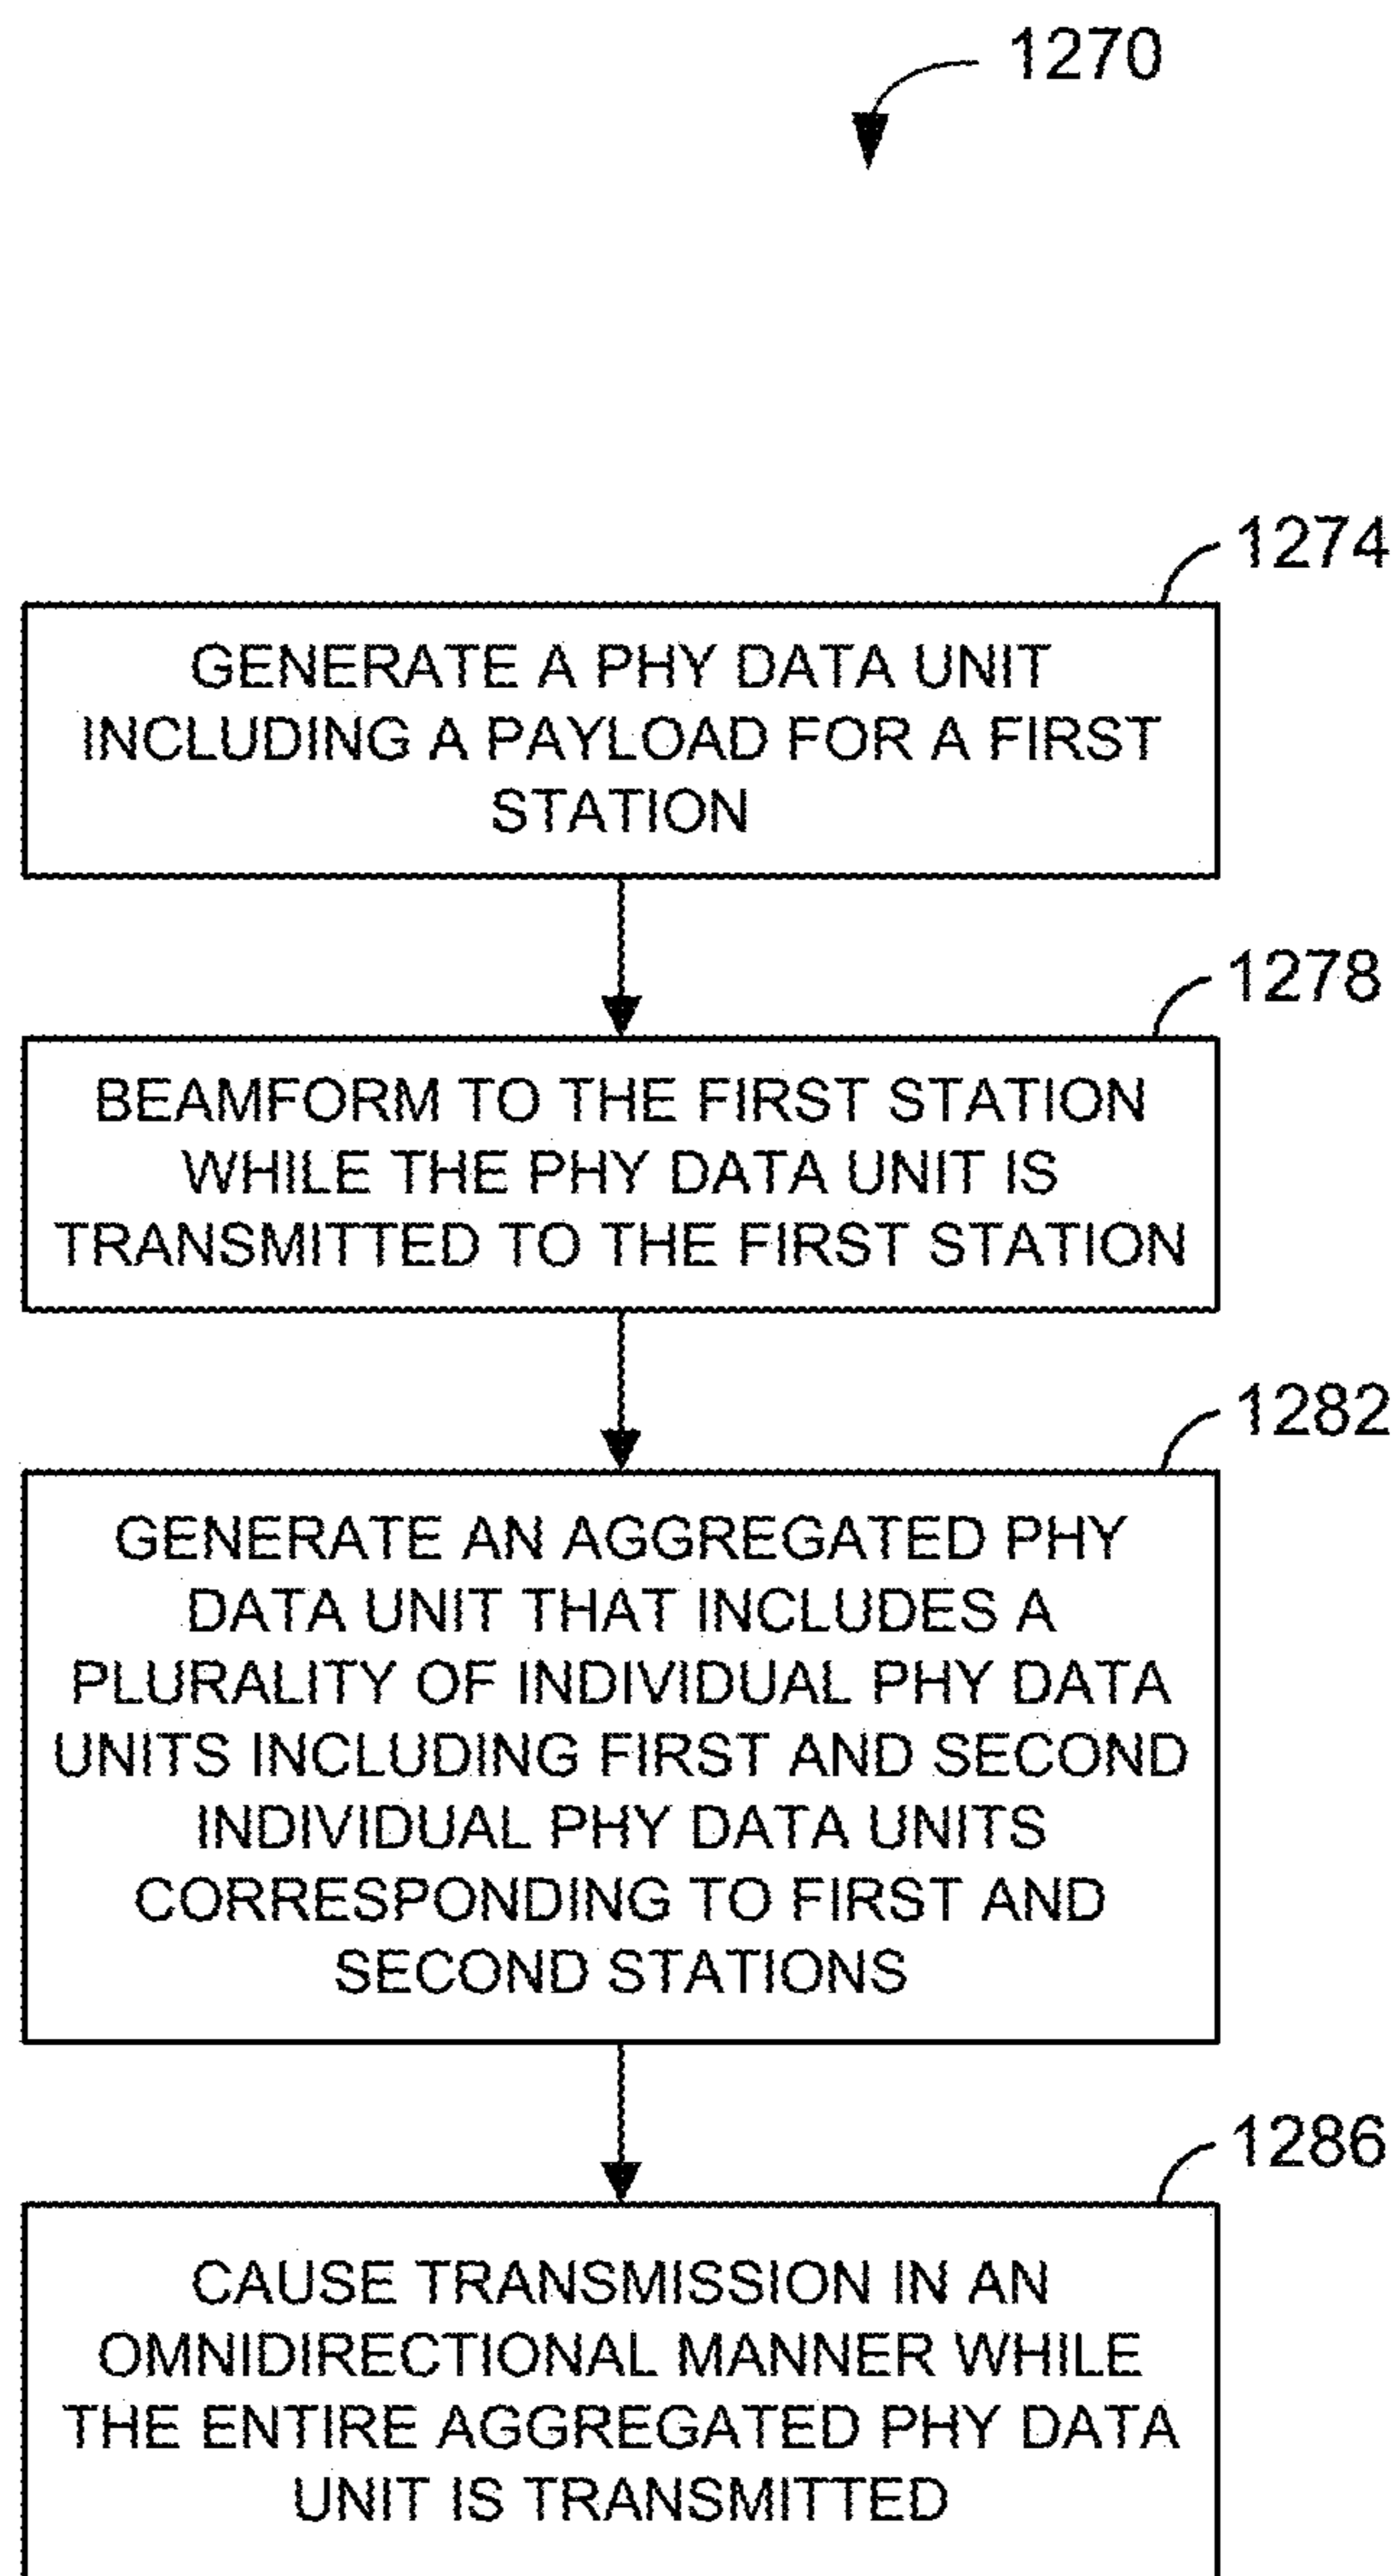 1270
1274
GENERATE A PHY DATA UNIT
INCLUDING A PAYLOAD FOR A FIRST
STATION
1278
BEAMFORM TO THE FIRST STATION
WHILE THE PHY DATA UNIT IS
TRANSMITTED TO THE FIRST STATION
1282
GENERATE AN AGGREGATED PHY
DATA UNIT THAT INCLUDES A
PLURALITY OF INDIVIDUAL PHY DATA
UNITS INCLUDING FIRST AND SECOND
INDIVIDUAL PHY DATA UNITS
CORRESPONDING TO FIRST AND
SECOND STATIONS
1286
CAUSE TRANSMISSION IN AN
OMNIDIRECTIONAL MANNER WHILE
THE ENTIRE AGGREGATED PHY DATA
UNIT IS TRANSMITTED